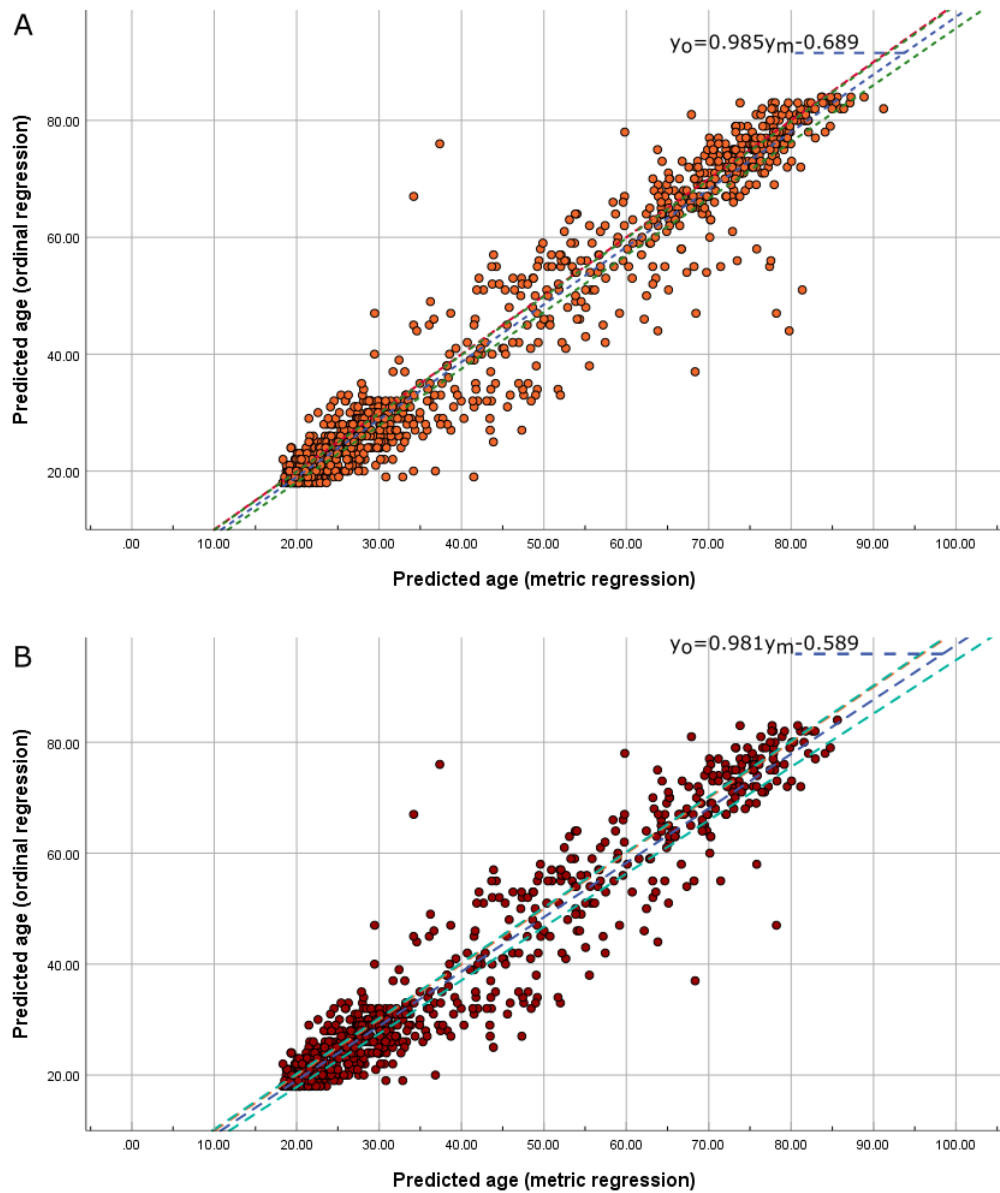 A
yo=0.985ym-0.689
80.00
60.00
40.00
20.00
Predicted age (ordinal regression)
.00 10.00 20.00 30.00 40.00 50.00 60.00 70.00 80.00 90.00 100.00
Predicted age (metric regression)
B
yo=0.981ym-0.589
80.00
60.00
40.00
20.00
Predicted age (ordinal regression)
.00 10.00 20.00 30.00 40.00 50.00 60.00 70.00 80.00 90.00 100.00
Predicted age (metric regression)